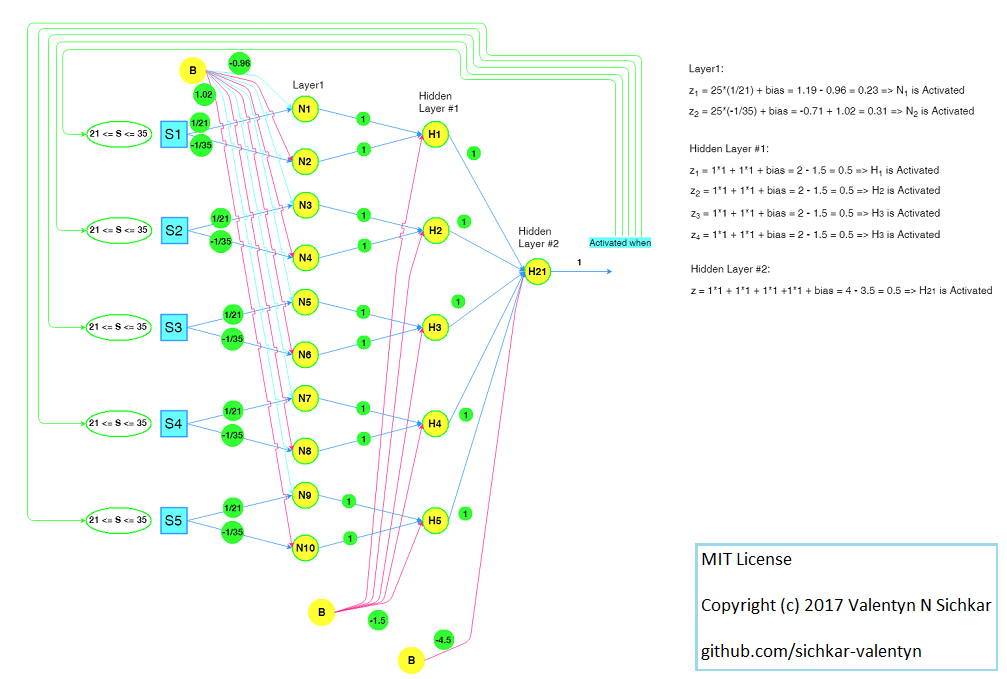 B
-0.96
1.02
Layer1
Hidden
Layer #1
Hidden
Layer #2
21 <= S <= 35
S1
1/21
-1/35
N1
N2
1
1
H1
1
21 <= S <= 35
S2
1/21
-1/35
N3
N4
1
1
H2
1
21 <= S <= 35
S3
1/21
-1/35
N5
N6
1
1
H3
1
21 <= S <= 35
S4
1/21
-1/35
N7
N8
1
1
H4
1
21 <= S <= 35
S5
1/21
-1/35
N9
N10
1
1
H5
1
H21
1
Activated when
B
-1.5
B
-4.5
Layer1:
z1 = 25*(1/21) + bias = 1.19 - 0.96 = 0.23 => N1 is Activated
z2 = 25*(-1/35) + bias = -0.71 + 1.02 = 0.31 => N2 is Activated
Hidden Layer #1:
z1 = 1*1 + 1*1 + bias = 2 - 1.5 = 0.5 => H1 is Activated
z2 = 1*1 + 1*1 + bias = 2 - 1.5 = 0.5 => H2 is Activated
z3 = 1*1 + 1*1 + bias = 2 - 1.5 = 0.5 => H3 is Activated
z4 = 1*1 + 1*1 + bias = 2 - 1.5 = 0.5 => H3 is Activated
Hidden Layer #2:
z = 1*1 + 1*1 + 1*1 +1*1 + bias = 4 - 3.5 = 0.5 => H21 is Activated
MIT License
Copyright (c) 2017 Valentyn N Sichkar
github.com/sichkar-valentyn